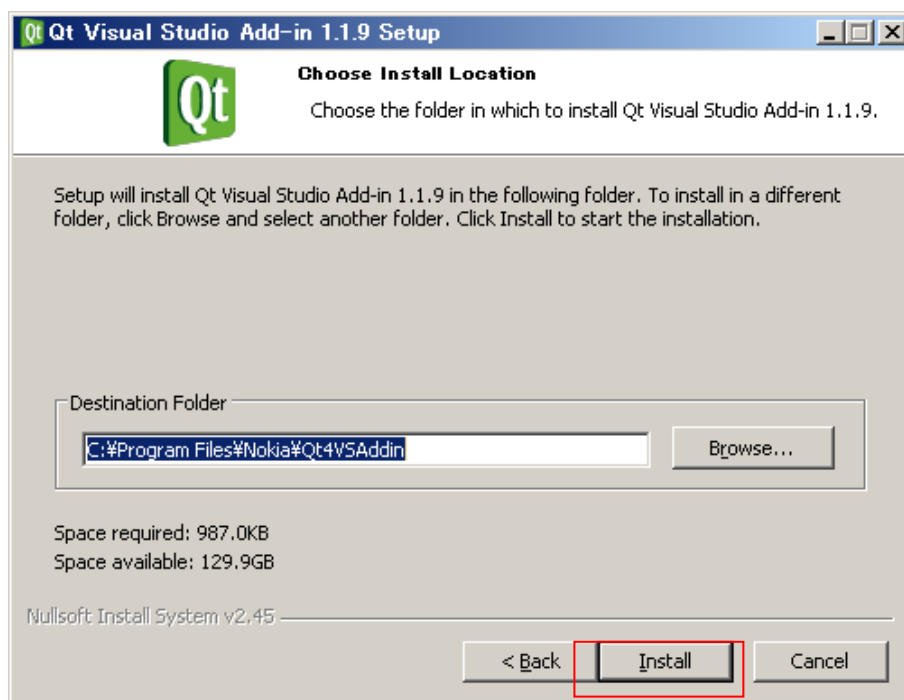 Qt Qt Visual Studio Add-in 1.1.9 Setup
Qt
Choose Install Location
Choose the folder in which to install Qt Visual Studio Add-in 1.1.9.
Setup will install Qt Visual Studio Add-in 1.1.9 in the following folder. To install in a different
folder, click Browse and select another folder. Click Install to start the installation.
Destination Folder
C:¥Program Files¥Nokia¥Qt4VSAddin
Browse...
Space required: 987.0KB
Space available: 129.9GB
Nullsoft Install System v2.45
< Back Install Cancel